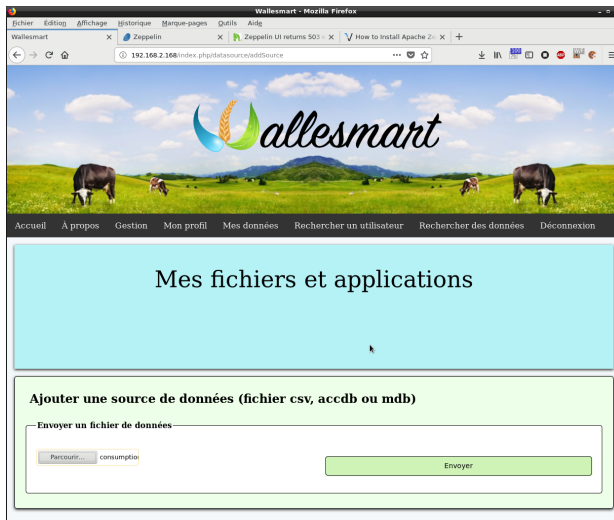 Wallesmart - Mozilla Firefox
Fichier Édition Affichage Historique Marque-pages Outils Aide
Wallesmart Zeppelin Zeppelin UI returns 503 How to Install Apache Ze
192.168.2.168/index.php/datasource/addSource
Wallesmart
Accueil À propos Gestion Mon profil Mes données Rechercher un utilisateur Rechercher des données Déconnexion
Mes fichiers et applications
Ajouter une source de données (fichier csv, accdb ou mdb)
Envoyer un fichier de données
Parcourir... consumption
Envoyer